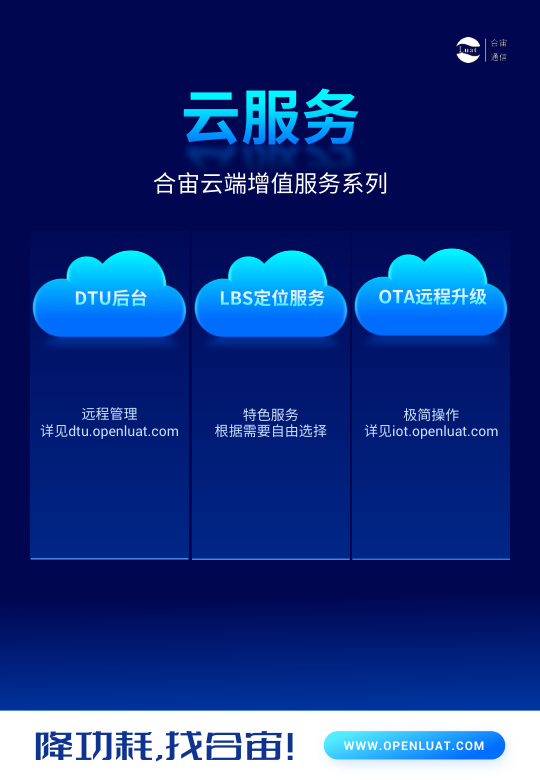 Luat
合宙
通信
云服务
合宙云端增值服务系列
DTU后台
LBS定位服务
OTA远程升级
远程管理
详见dtu.openluat.com
特色服务
根据需要自由选择
极简操作
详见iot.openluat.com
降功耗,找合宙!
WWW.OPENLUAT.COM